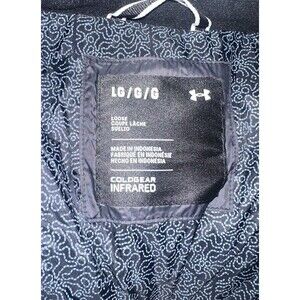 LG/G/G
LOOSE
COUPE LÂCHE
SUELTO
MADE IN INDONESIA
FABRIQUÉ EN INDONÉSIE
HECHO EN INDONESIA
COLDGEAR
INFRARED